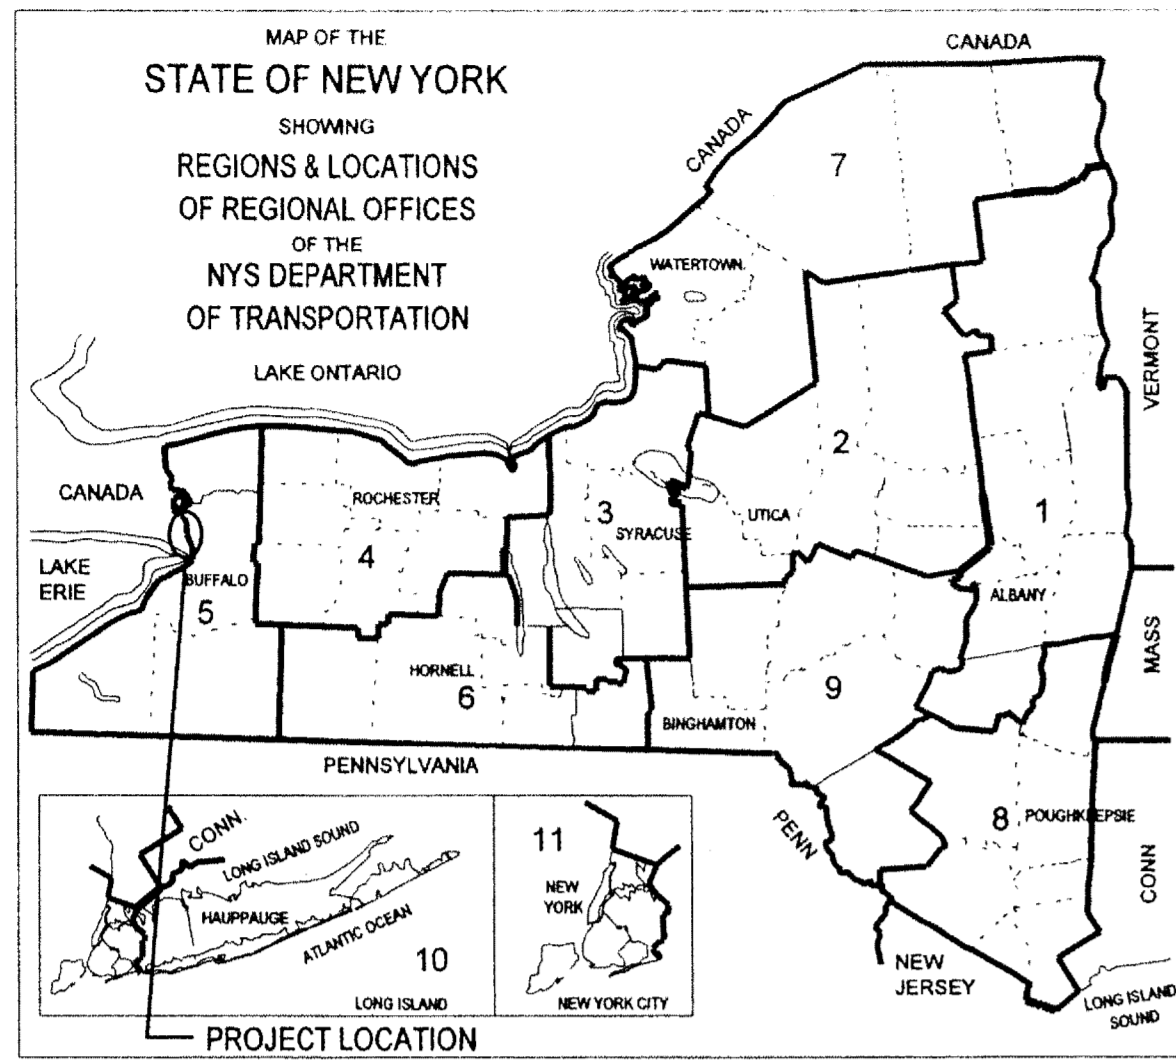 MAP OF THE
STATE OF NEW YORK
SHOWING
REGIONS & LOCATIONS
OF REGIONAL OFFICES
OF THE
NYS DEPARTMENT
OF TRANSPORTATION
CANADA
CANADA
7
WATERTOWN
LAKE ONTARIO
VERMONT
2
CANADA
ROCHESTER
3
SYRACUSE
UTICA
1
4
LAKE
ERIE
BUFFALO
5
ALBANY
MASS
HORNELL
6
9
BINGHAMTON
PENNSYLVANIA
PENN
8
POUGHKEEPSIE
CONN
NEW
JERSEY
LONG ISLAND
SOUND
CONN.
LONG ISLAND SOUND
HAUPPAUGE
ATLANTIC OCEAN
10
LONG ISLAND
11
NEW
YORK
NEW YORK CITY
PROJECT LOCATION